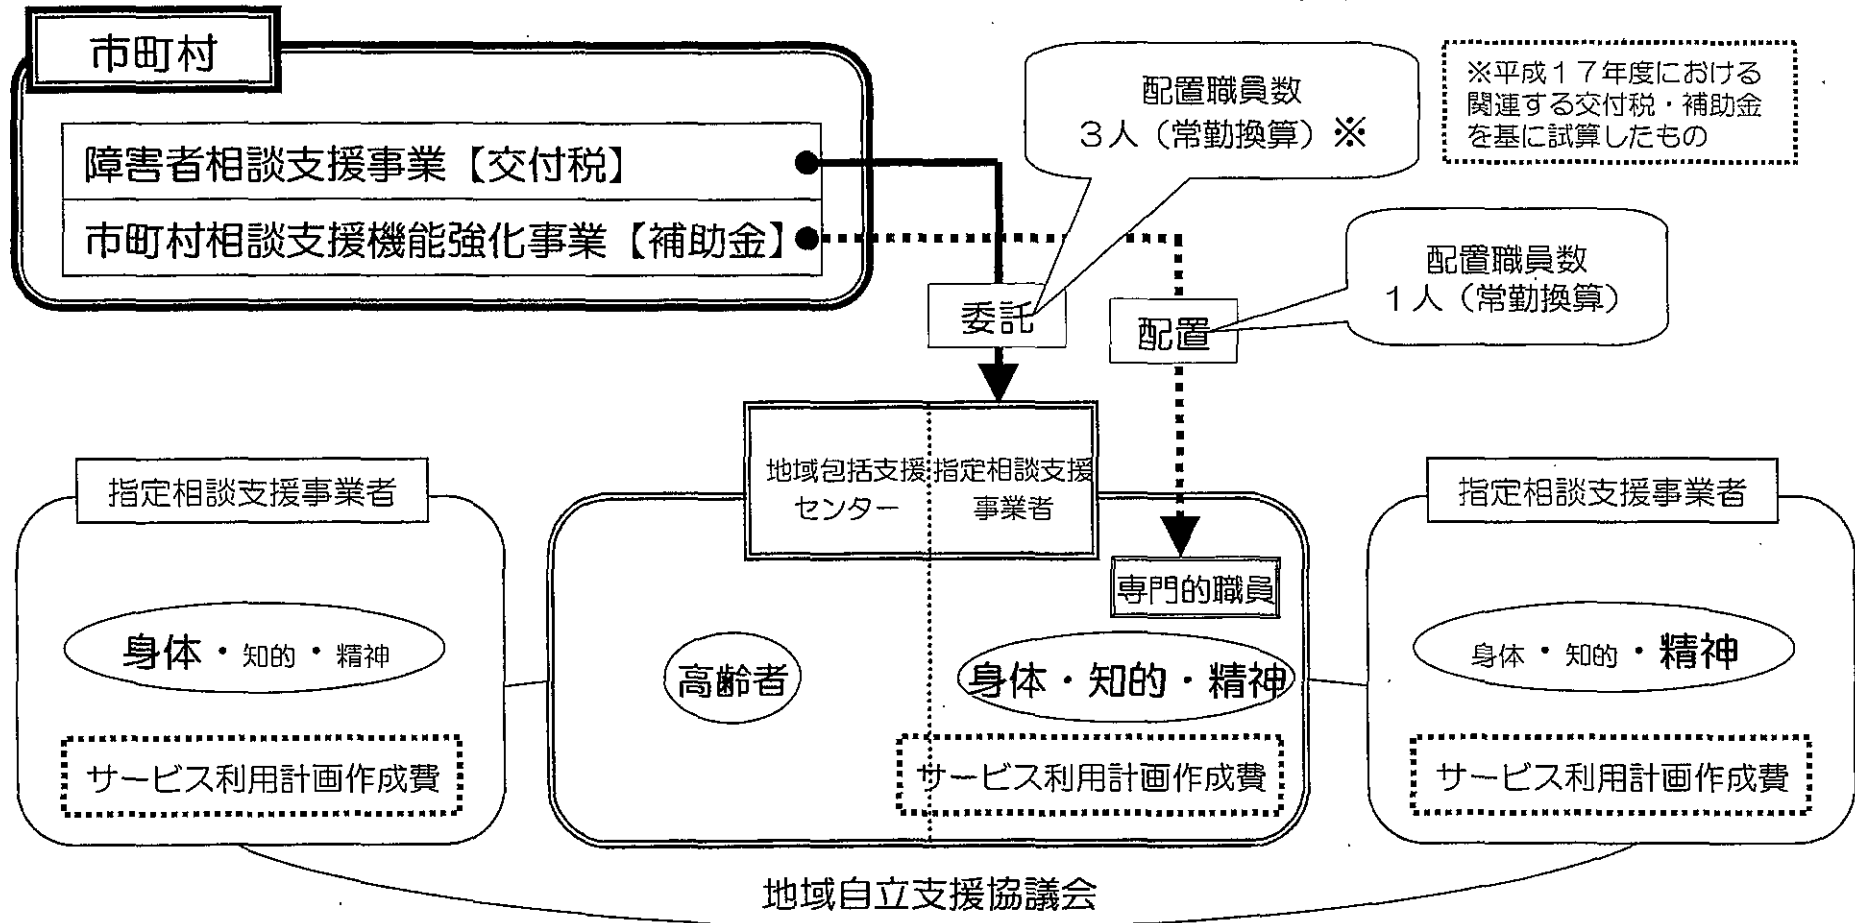 市町村
障害者相談支援事業【交付税】
市町村相談支援機能強化事業【補助金】
配置職員数
3人（常勤換算）※
※平成17年度における
関連する交付税・補助金
を基に試算したもの
配置職員数
1人（常勤換算）
委託
配置
地域包括支援
センター
指定相談支援
事業者
指定相談支援事業者
身体・知的・精神
サービス利用計画作成費
高齢者
専門的職員
身体・知的・精神
サービス利用計画作成費
指定相談支援事業者
身体・知的・精神
サービス利用計画作成費
地域自立支援協議会